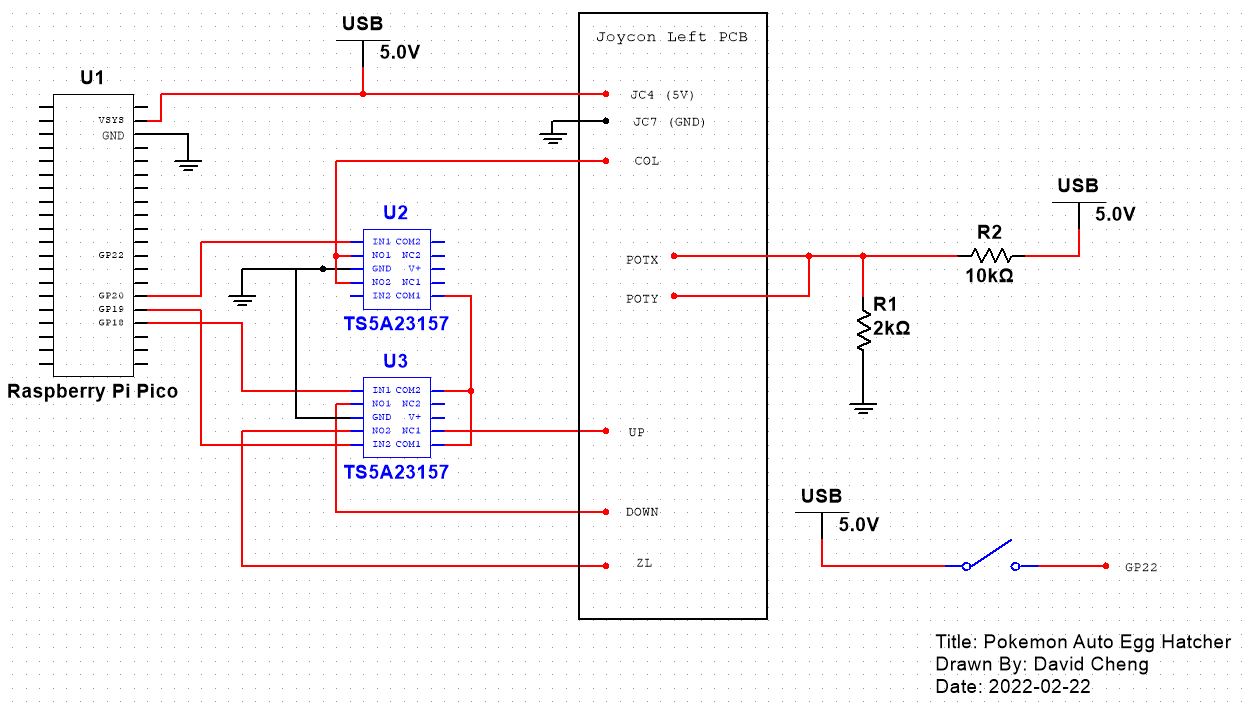 USB
5.0V
Joycon Left PCB
U1
JC4 (5V)
VSYS
JC7 (GND)
GND
COL
USB
5.0V
U2
R2
IN1 COM2
GP22
NO1 NC2
POTX
GND V+
10kΩ
NO2 NC1
GP20
IN2 COM1
POTY
R1
GP19
GP18
TS5A23157
2kΩ
U3
Raspberry Pi Pico
IN1 COM2
NO1 NC2
GND V+
NO2 NC1
UP
IN2 COM1
TS5A23157
USB
DOWN
5.0V
ZL
GP22
Title: Pokemon Auto Egg Hatcher
Drawn By: David Cheng
Date: 2022-02-22